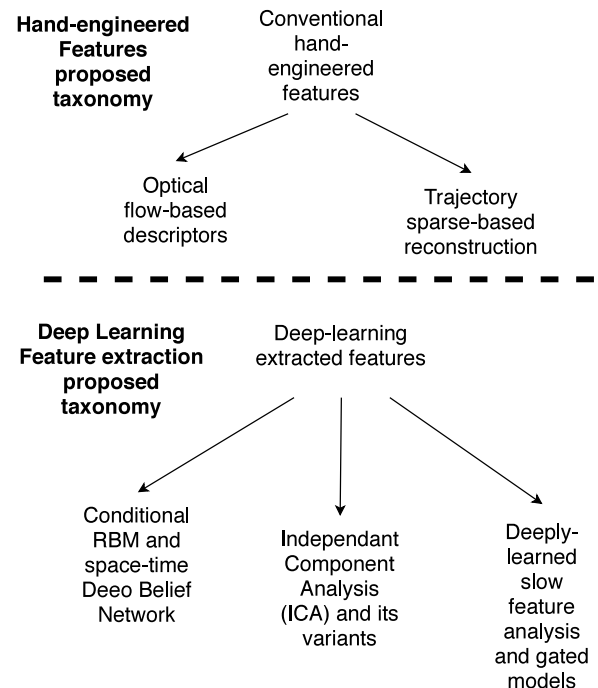 Hand-engineered
Features
proposed
taxonomy
Conventional
hand-
engineered
features
Optical
flow-based
descriptors
Trajectory
sparse-based
reconstruction
Deep Learning
Feature extraction
proposed
taxonomy
Deep-learning
extracted features
Conditional
RBM and
space-time
Deeo Belief
Network
Independant
Component
Analysis
(ICA) and its
variants
Deeply-
learned
slow
feature
analysis
and gated
models